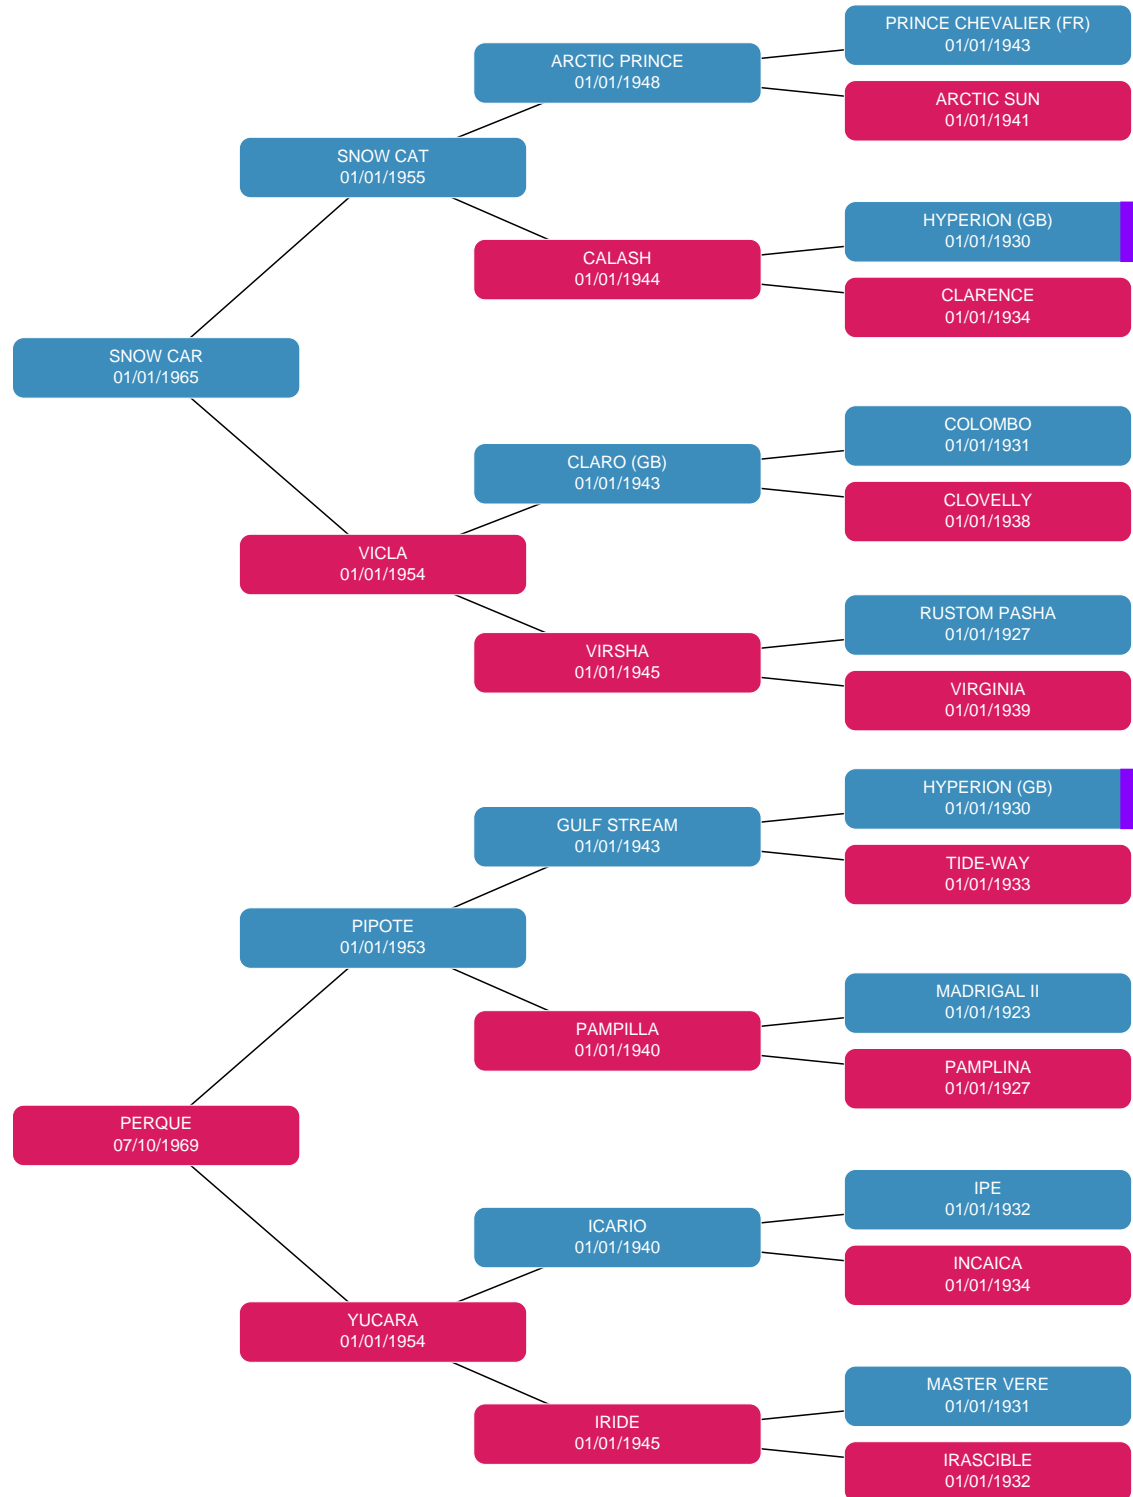 PRINCE CHEVALIER (FR)
01/01/1943
ARCTIC PRINCE
01/01/1948
ARCTIC SUN
01/01/1941
SNOW CAT
01/01/1955
HYPERION (GB)
01/01/1930
CALASH
01/01/1944
CLARENCE
01/01/1934
SNOW CAR
01/01/1965
COLOMBO
01/01/1931
CLARO (GB)
01/01/1943
CLOVELLY
01/01/1938
VICLA
01/01/1954
RUSTOM PASHA
01/01/1927
VIRSHA
01/01/1945
VIRGINIA
01/01/1939
HYPERION (GB)
01/01/1930
GULF STREAM
01/01/1943
TIDE-WAY
01/01/1933
PIPOTE
01/01/1953
MADRIGAL II
01/01/1923
PAMPILLA
01/01/1940
PAMPLINA
01/01/1927
PERQUE
07/10/1969
IPE
01/01/1932
ICARIO
01/01/1940
INCAICA
01/01/1934
YUCARA
01/01/1954
MASTER VERE
01/01/1931
IRIDE
01/01/1945
IRASCIBLE
01/01/1932